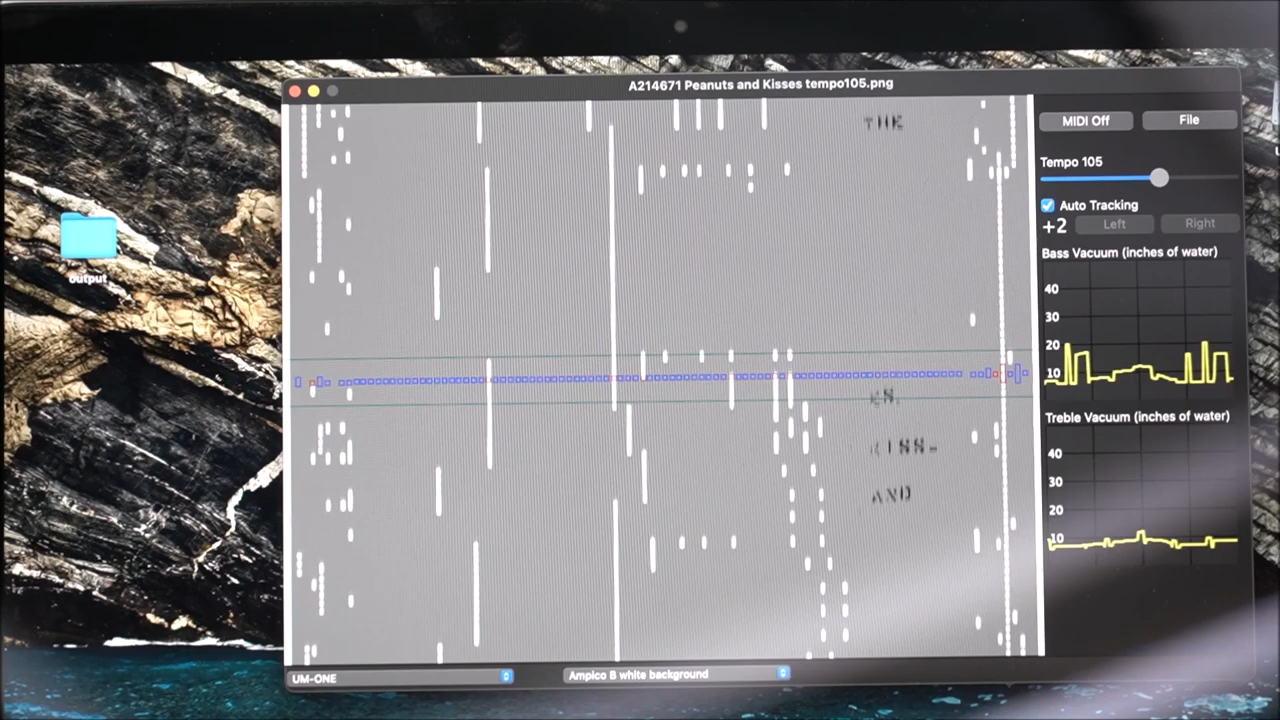 A214671 Peanuts and Kisses tempo105.png
THE
MIDI Off
File
Tempo 105
Auto Tracking
+2
Left
Right
output
Bass Vacuum (inches of water)
40
30
20
10
KISS-
AND
Treble Vacuum (inches of water)
40
30
20
10
UM-ONE
Ampico B white background